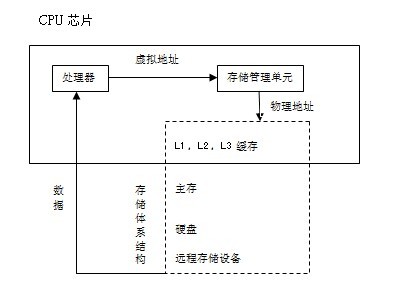 CPU 芯片
虚拟地址
处理器
存储管理单元
物理地址
L1，L2，L3 缓存
数据
存储体系结构
主存
硬盘
远程存储设备